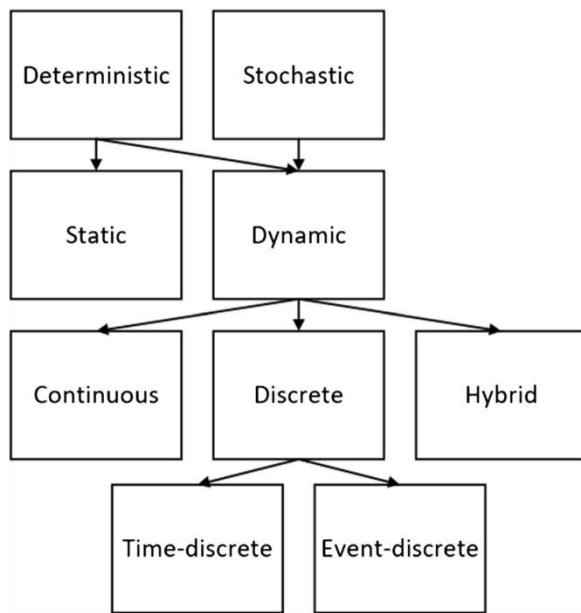 Deterministic
Stochastic
Static
Dynamic
Continuous
Discrete
Hybrid
Time-discrete
Event-discrete